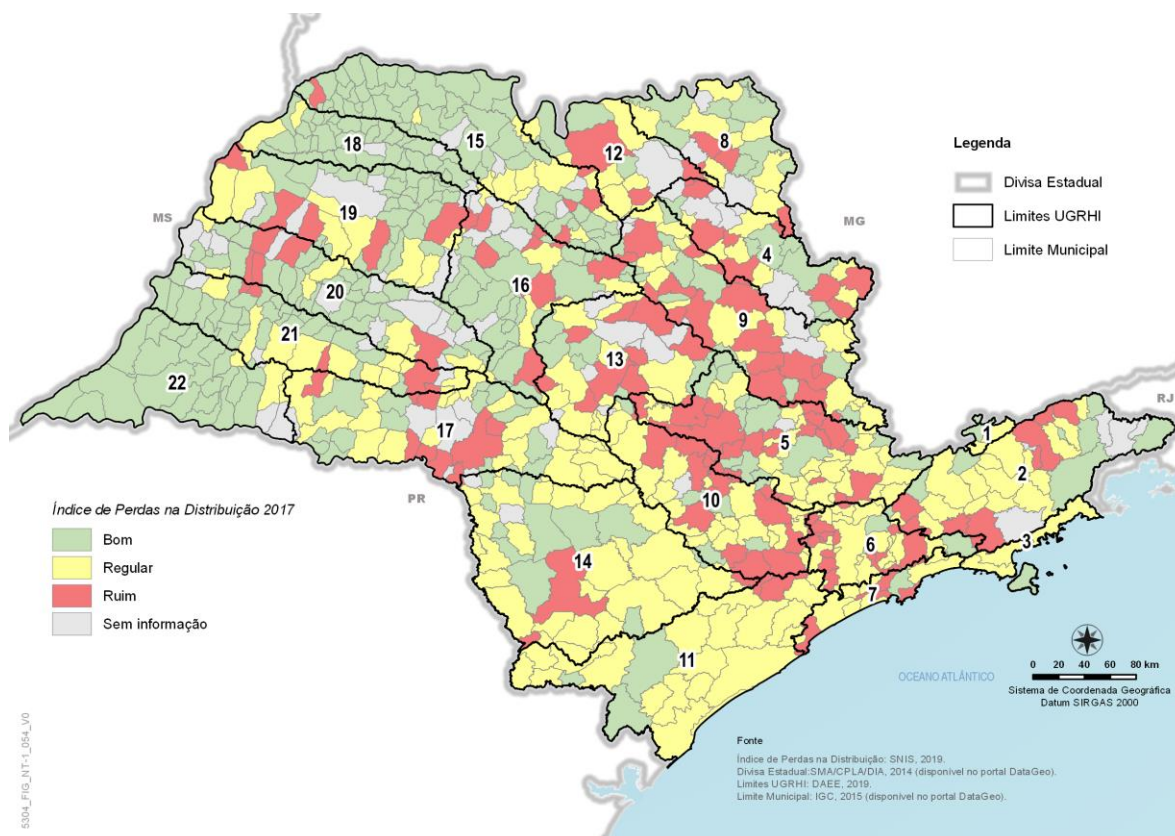 15
18
12
8
MS
19
MG
4
16
20
9
21
13
22
RJ
17
5
1
2
10
PR
6
3
14
7
11
Legenda
Divisa Estadual
Limites UGRHI
Limite Municipal
Índice de Perdas na Distribuição 2017
Bom
Regular
Ruim
Sem informação
OCEANO ATLÂNTICO
0 20 40 60 80 km
Sistema de Coordenada Geográfica
Datum SIRGAS 2000
Fonte
Índice de Perdas na Distribuição: SNIS, 2019.
Divisa Estadual:SMA/CPLA/DIA, 2014 (disponível no portal DataGeo).
Limites UGRHI: DAEE, 2019.
Limite Municipal: IGC, 2015 (disponível no portal DataGeo).
5304_FIG_NT-1_054_V0